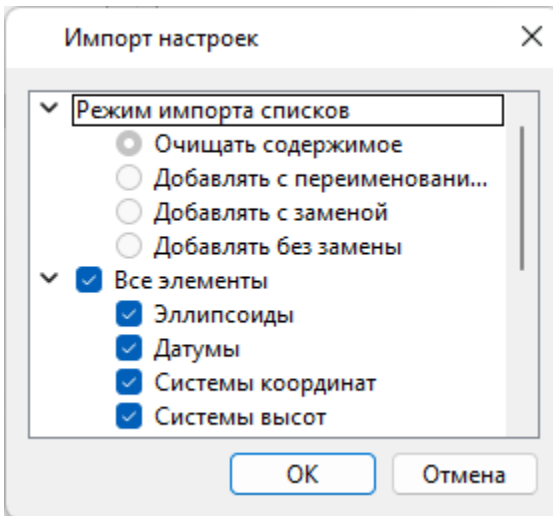 Импорт настроек
Режим импорта списков
Очищать содержимое
Добавлять с переименовани...
Добавлять с заменой
Добавлять без замены
Все элементы
Эллипсоиды
Датумы
Системы координат
Системы высот
ОК
Отмена